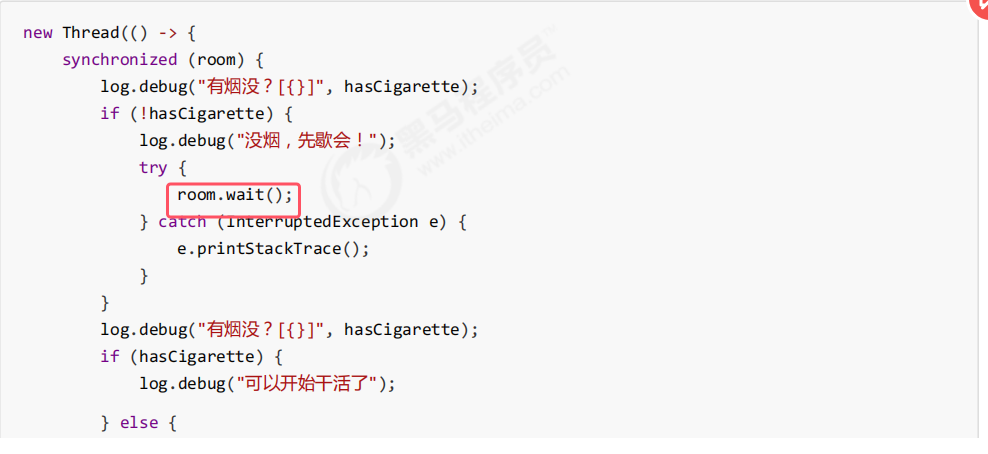 new Thread(() -> {
synchronized (room) {
log.debug("有烟没？[{}]", hasCigarette);
if (!hasCigarette) {
log.debug("没烟，先歇会！");
try {
room.wait();
} catch (InterruptedException e) {
e.printStackTrace();
}
}
log.debug("有烟没？[{}]", hasCigarette);
if (hasCigarette) {
log.debug("可以开始干活了");
} else {
黑马程序员
www.itheima.com